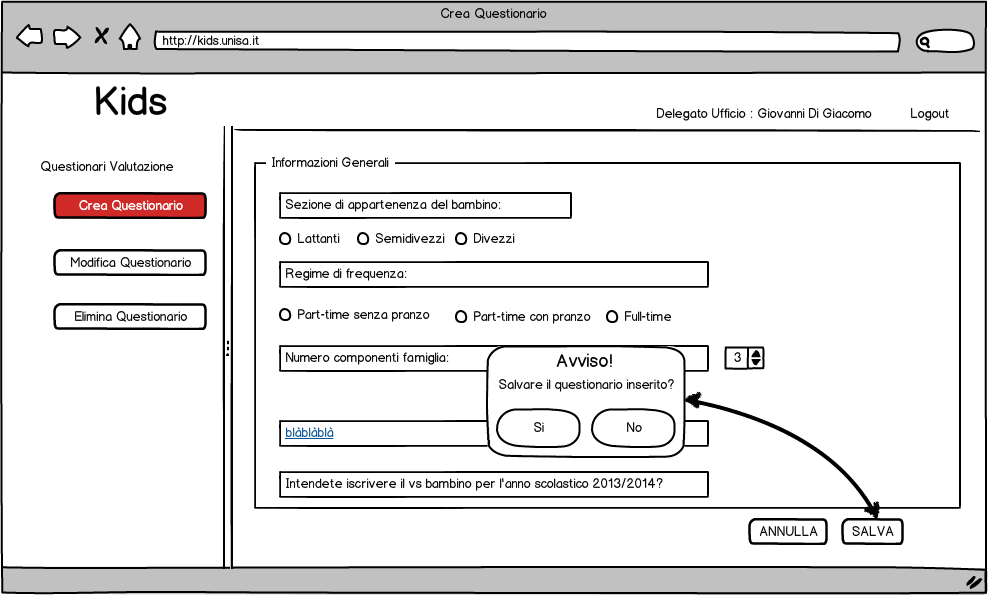 Crea Questionario
http://kids.unisa.it
Kids
Delegato Ufficio : Giovanni Di Giacomo
Logout
Questionari Valutazione
Crea Questionario
Modifica Questionario
Elimina Questionario
Informazioni Generali
Sezione di appartenenza del bambino:
Lattanti Semidivezzi Divezzi
Regime di frequenza:
Part-time senza pranzo Part-time con pranzo Full-time
Numero componenti famiglia:
3
Avviso!
Salvare il questionario inserito?
Si No
blàblàblà
Intendete iscrivere il vs bambino per l'anno scolastico 2013/2014?
ANNULLA SALVA